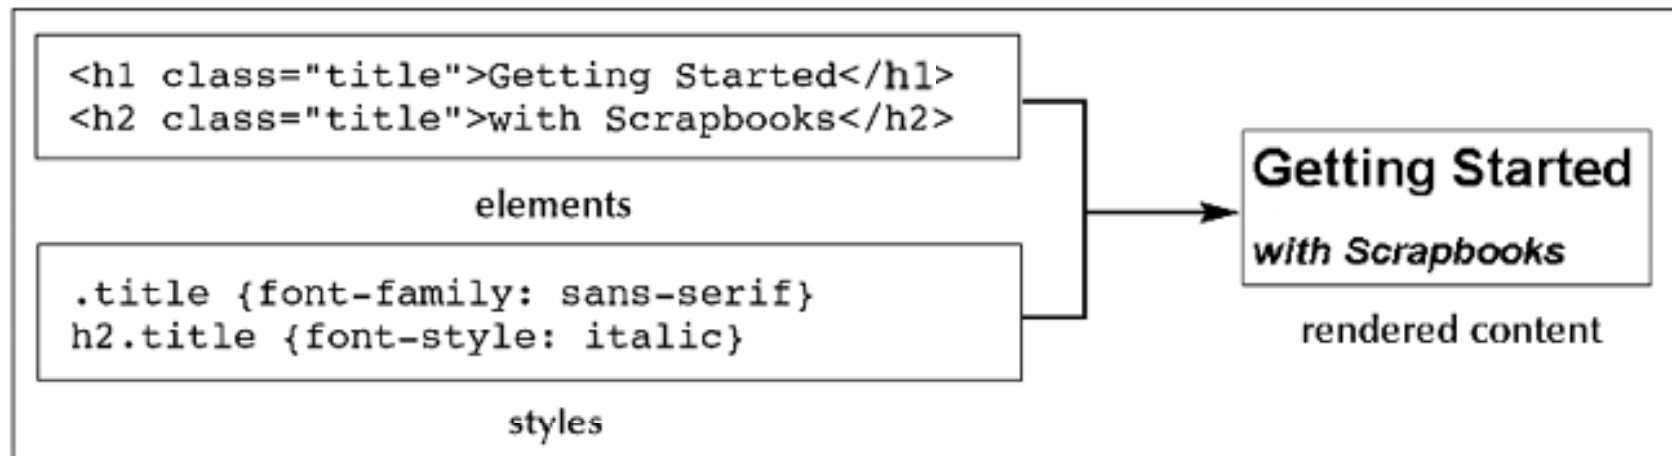 <h1 class="title">Getting Started</h1>
<h2 class="title">with Scrapbooks</h2>
elements
.title {font-family: sans-serif}
h2.title {font-style: italic}
styles
Getting Started
with Scrapbooks
rendered content